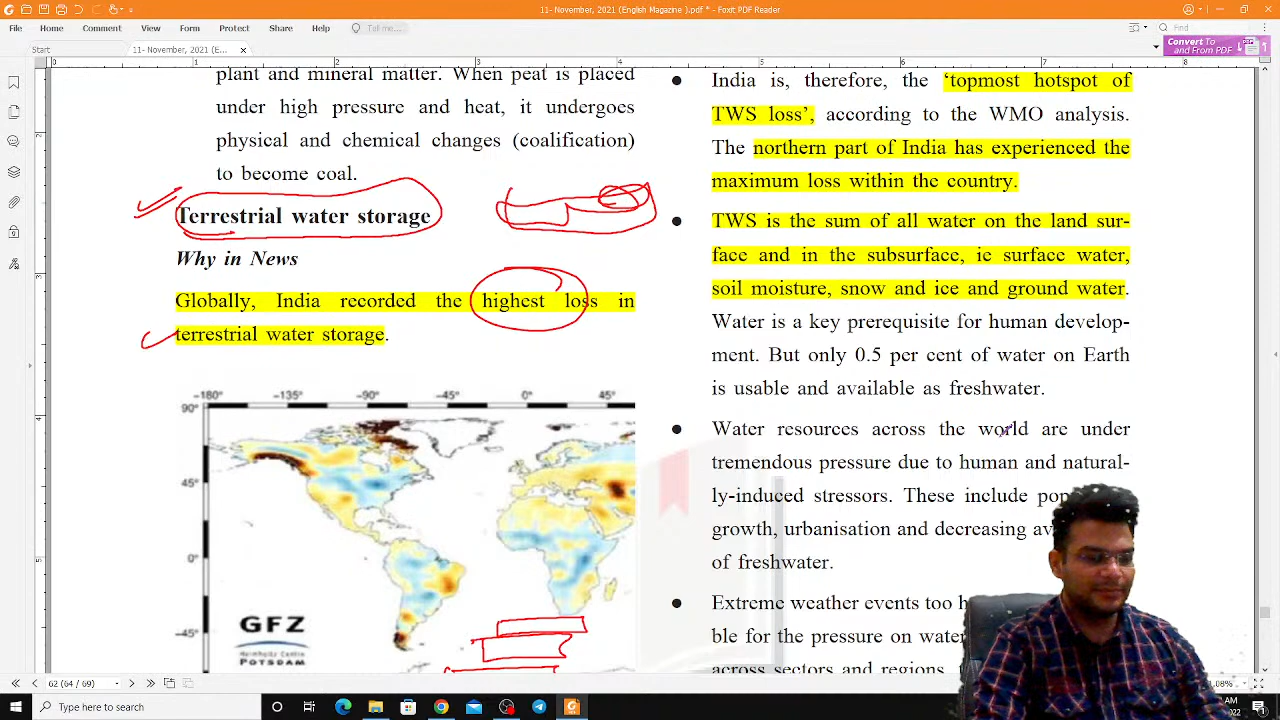 11- November, 2021 (English Magazine ).pdf * - Foxit PDF Reader
File Home Comment View Form Protect Share Help Tell me... Find
Convert To and From PDF
Start 11- November, 2021 (E...
plant and mineral matter. When peat is placed
under high pressure and heat, it undergoes
physical and chemical changes (coalification)
to become coal.
Terrestrial water storage
Why in News
Globally, India recorded the highest loss in
terrestrial water storage.
-180° -135° -90° -45° 0° 45°
90°
45°
0°
-45°
GFZ
Helmholtz Centre
POTSDAM
India is, therefore, the ‘topmost hotspot of
TWS loss’, according to the WMO analysis.
The northern part of India has experienced the
maximum loss within the country.
TWS is the sum of all water on the land sur-
face and in the subsurface, ie surface water,
soil moisture, snow and ice and ground water.
Water is a key prerequisite for human develop-
ment. But only 0.5 per cent of water on Earth
is usable and available as freshwater.
Water resources across the world are under
tremendous pressure due to human and natural-
ly-induced stressors. These include
growth, urbanisation and decreasing
of freshwater.
Extreme weather events too
ble for the pressure on water
across sectors and regions,
62 (64 / 69)
Type here to search